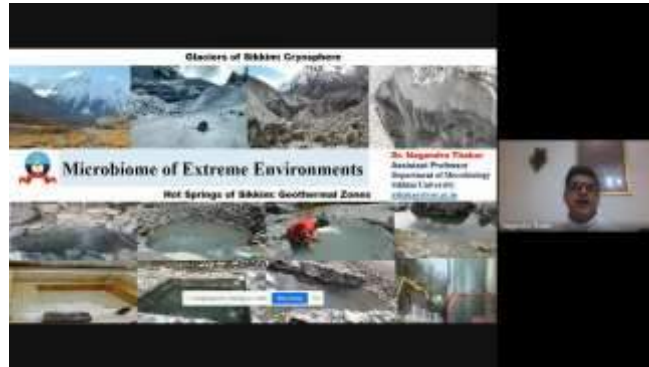 Glaciers of Sikkim: Cryosphere
Microbiome of Extreme Environments
Dr. Nagendra Thakur
Assistant Professor
Department of Microbiology
Sikkim University
Hot Springs of Sikkim: Geothermal Zones